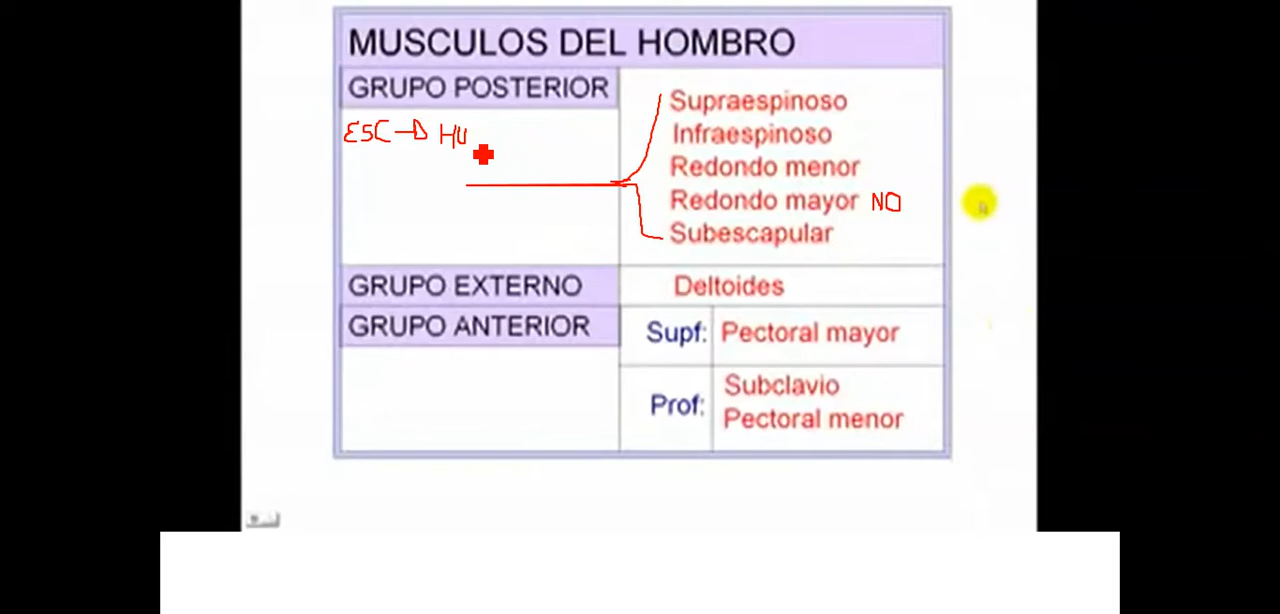 MUSCULOS DEL HOMBRO
GRUPO POSTERIOR
ESC → HU
Supraespinoso
Infraespinoso
Redondo menor
Redondo mayor NO
Subescapular
GRUPO EXTERNO
Deltoides
GRUPO ANTERIOR
Supf: Pectoral mayor
Prof: Subclavio
Pectoral menor